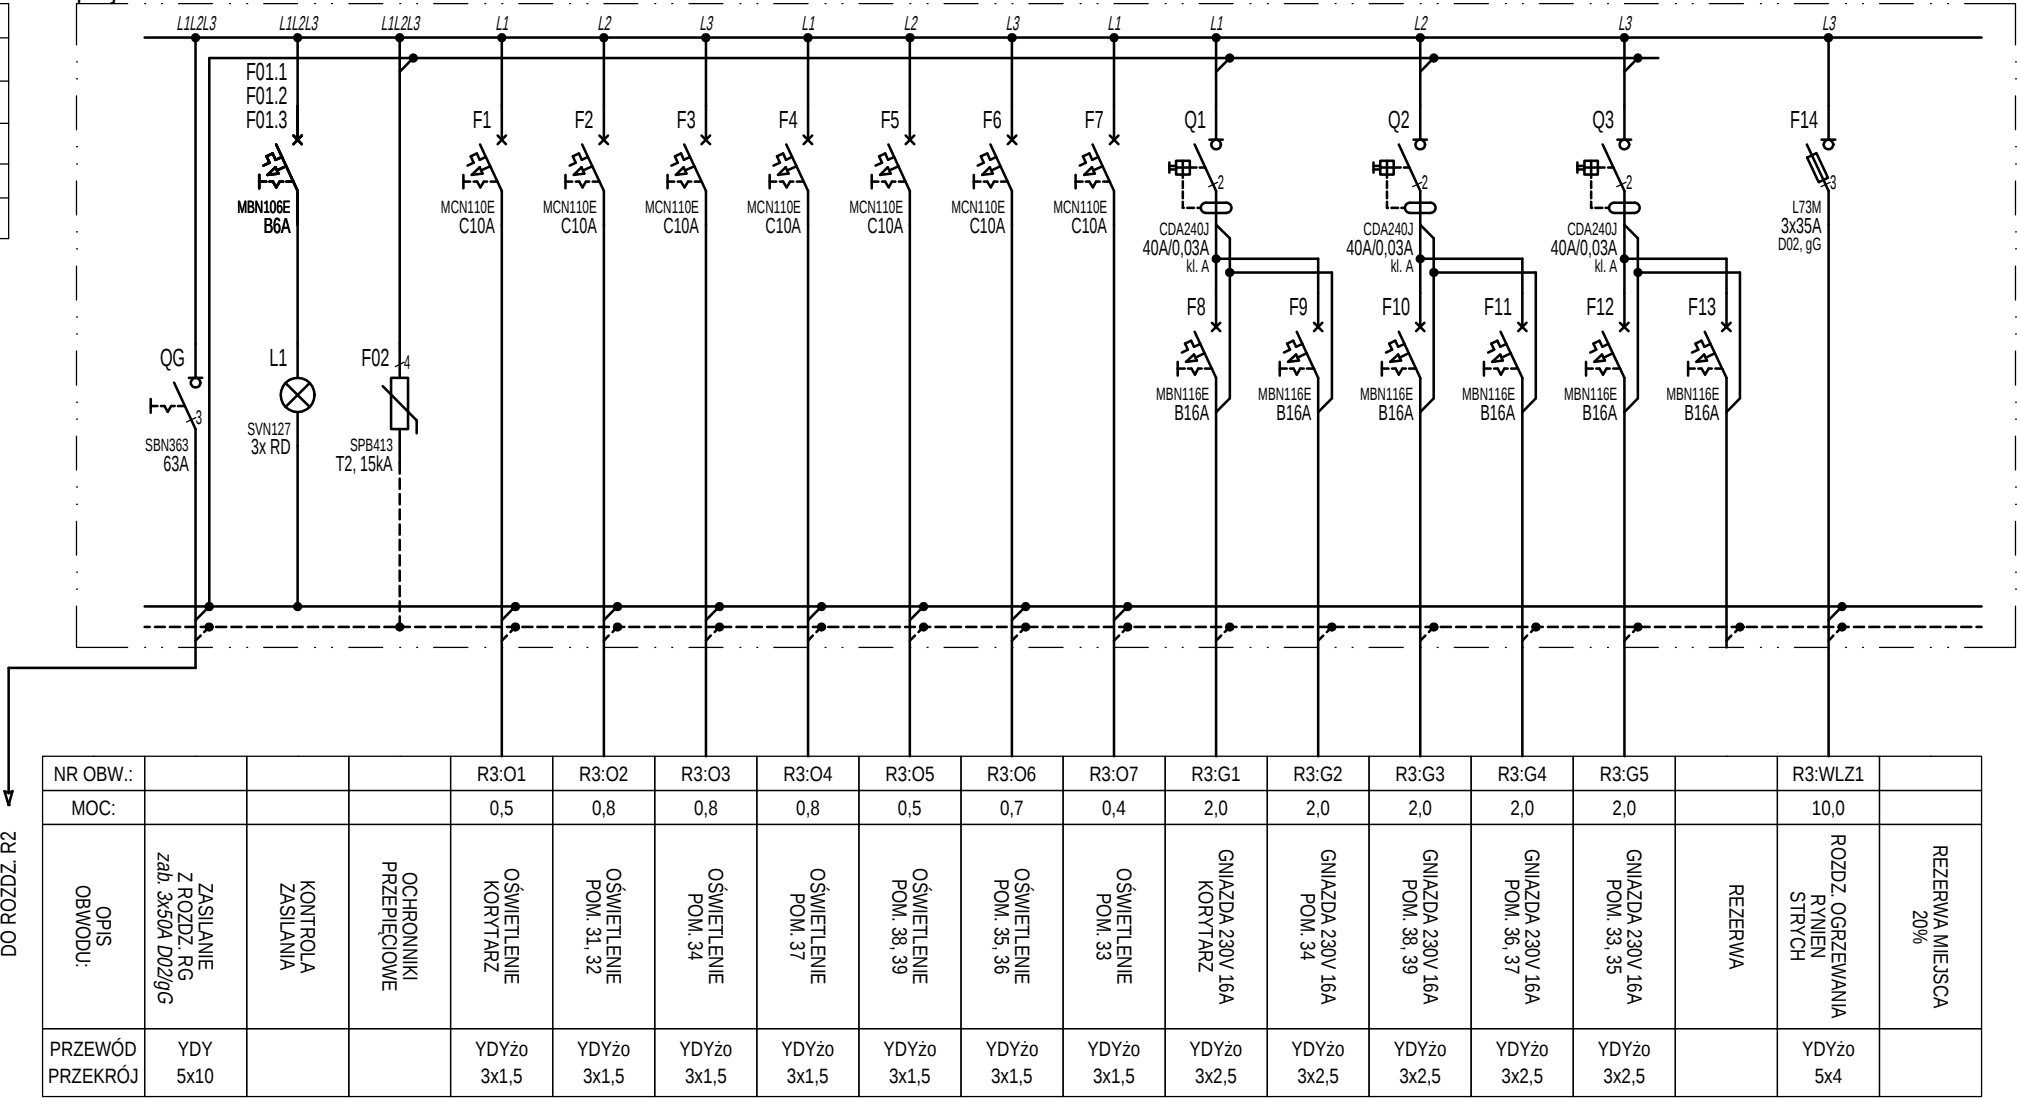 L1L2L3 L1L2L3 L1L2L3 L1 L2 L3 L1 L2 L3 L1 L1 L2 L3 L3
F01.1
F01.2
F01.3 F1 F2 F3 F4 F5 F6 F7 Q1 Q2 Q3 F14
2 2 2 3
MBN106E MCN110E MCN110E MCN110E MCN110E MCN110E MCN110E MCN110E L73M
B6A C10A C10A C10A C10A C10A C10A C10A 3x35A
CDA240J CDA240J CDA240J D02, gG
40A/0,03A 40A/0,03A 40A/0,03A
kl. A kl. A kl. A
F8 F9 F10 F11 F12 F13
QG L1 F02 4
MBN116E MBN116E MBN116E MBN116E MBN116E MBN116E
B16A B16A B16A B16A B16A B16A
3
SVN127
3x RD
SBN363 SPB413
63A T2, 15kA
DO ROZDZ. R2
NR OBW.: R3:O1 R3:O2 R3:O3 R3:O4 R3:O5 R3:O6 R3:O7 R3:G1 R3:G2 R3:G3 R3:G4 R3:G5 R3:WLZ1
MOC: 0,5 0,8 0,8 0,8 0,5 0,7 0,4 2,0 2,0 2,0 2,0 2,0 10,0
OPIS
OBWODU:
ZASILANIE
Z ROZDZ. RG
zab. 3x50A D02/gG
KONTROLA
ZASILANIA
OCHRONNIKI
PRZEPIĘCIOWE
OŚWIETLENIE
KORYTARZ
OŚWIETLENIE
POM. 31, 32
OŚWIETLENIE
POM. 34
OŚWIETLENIE
POM. 37
OŚWIETLENIE
POM. 38, 39
OŚWIETLENIE
POM. 35, 36
OŚWIETLENIE
POM. 33
GNIAZDA 230V 16A
KORYTARZ
GNIAZDA 230V 16A
POM. 34
GNIAZDA 230V 16A
POM. 38, 39
GNIAZDA 230V 16A
POM. 36, 37
GNIAZDA 230V 16A
POM. 33, 35
REZERWA
ROZDZ. OGRZEWANIA
RYNIEN
STRYCH
REZERWA MIEJSCA
20%
PRZEWÓD YDY YDYżo YDYżo YDYżo YDYżo YDYżo YDYżo YDYżo YDYżo YDYżo YDYżo YDYżo YDYżo YDYżo
PRZEKRÓJ 5x10 3x1,5 3x1,5 3x1,5 3x1,5 3x1,5 3x1,5 3x1,5 3x2,5 3x2,5 3x2,5 3x2,5 3x2,5 5x4